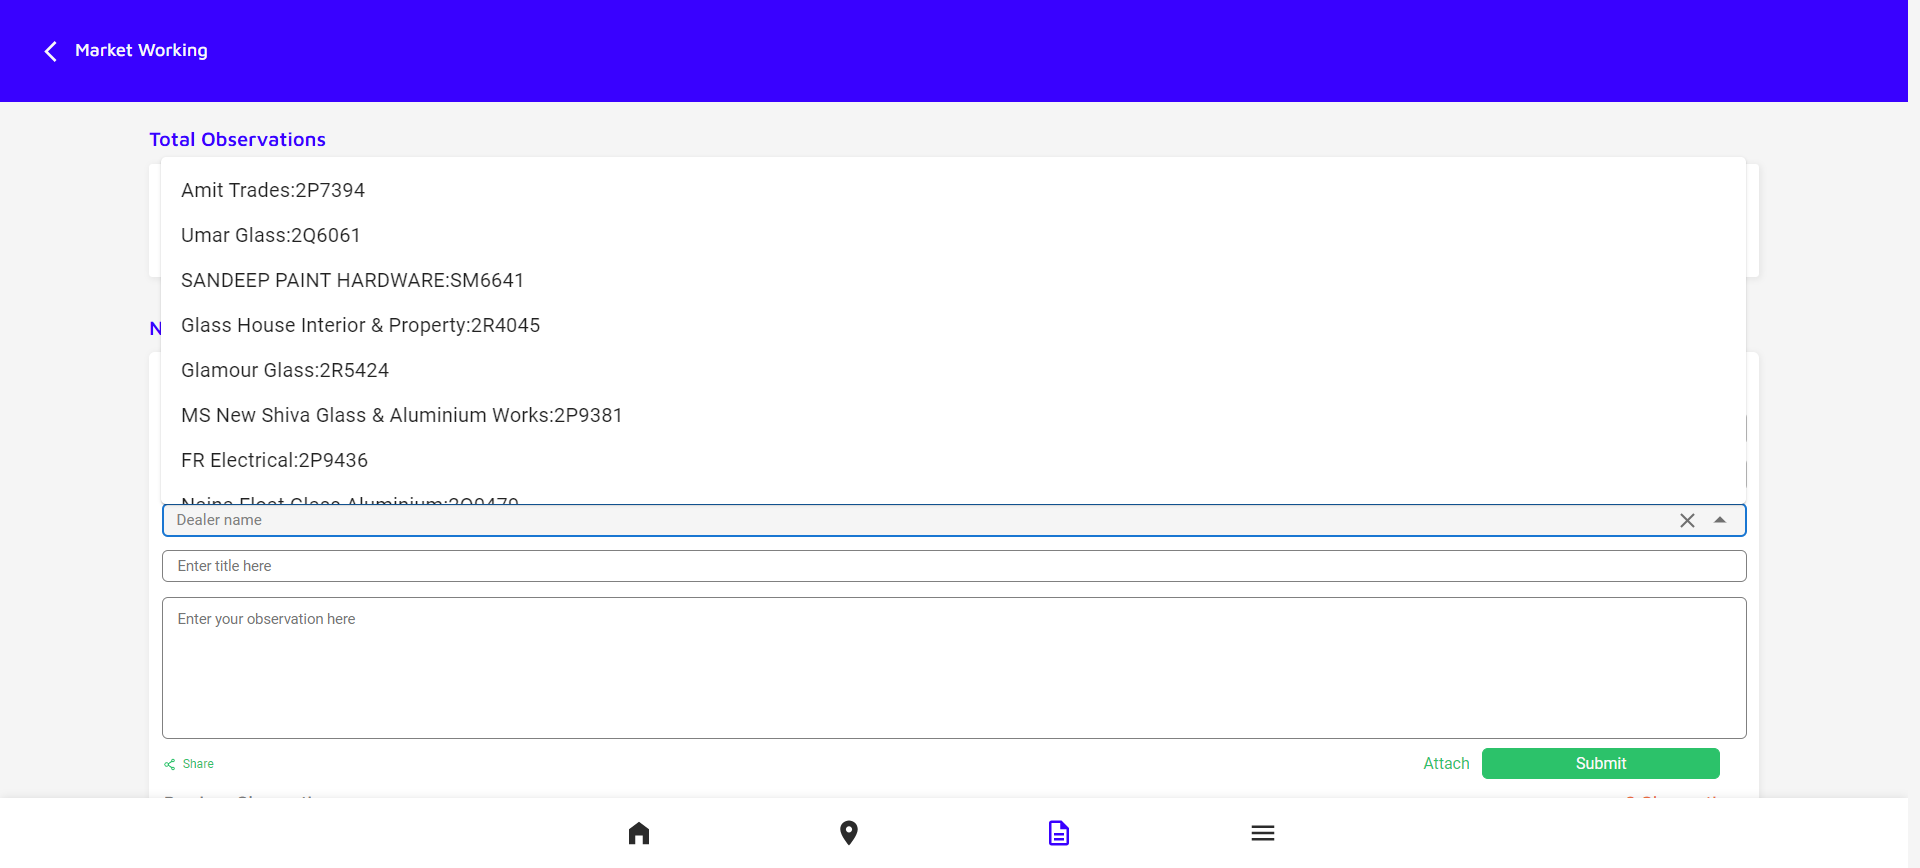 Market Working
Total Observations
Amit Trades:2P7394
Umar Glass:2Q6061
SANDEEP PAINT HARDWARE:SM6641
N
Glass House Interior & Property:2R4045
Glamour Glass:2R5424
MS New Shiva Glass & Aluminium Works:2P9381
FR Electrical:2P9436
Dealer name
Enter title here
Enter your observation here
Share
Attach
Submit